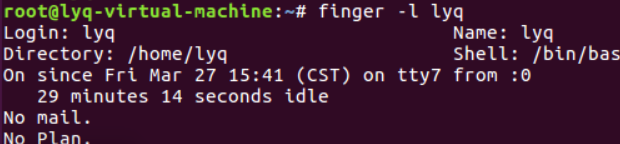 root@lyq-virtual-machine:~# finger -l lyq
Login: lyq Name: lyq
Directory: /home/lyq Shell: /bin/bas
On since Fri Mar 27 15:41 (CST) on tty7 from :0
29 minutes 14 seconds idle
No mail.
No Plan.